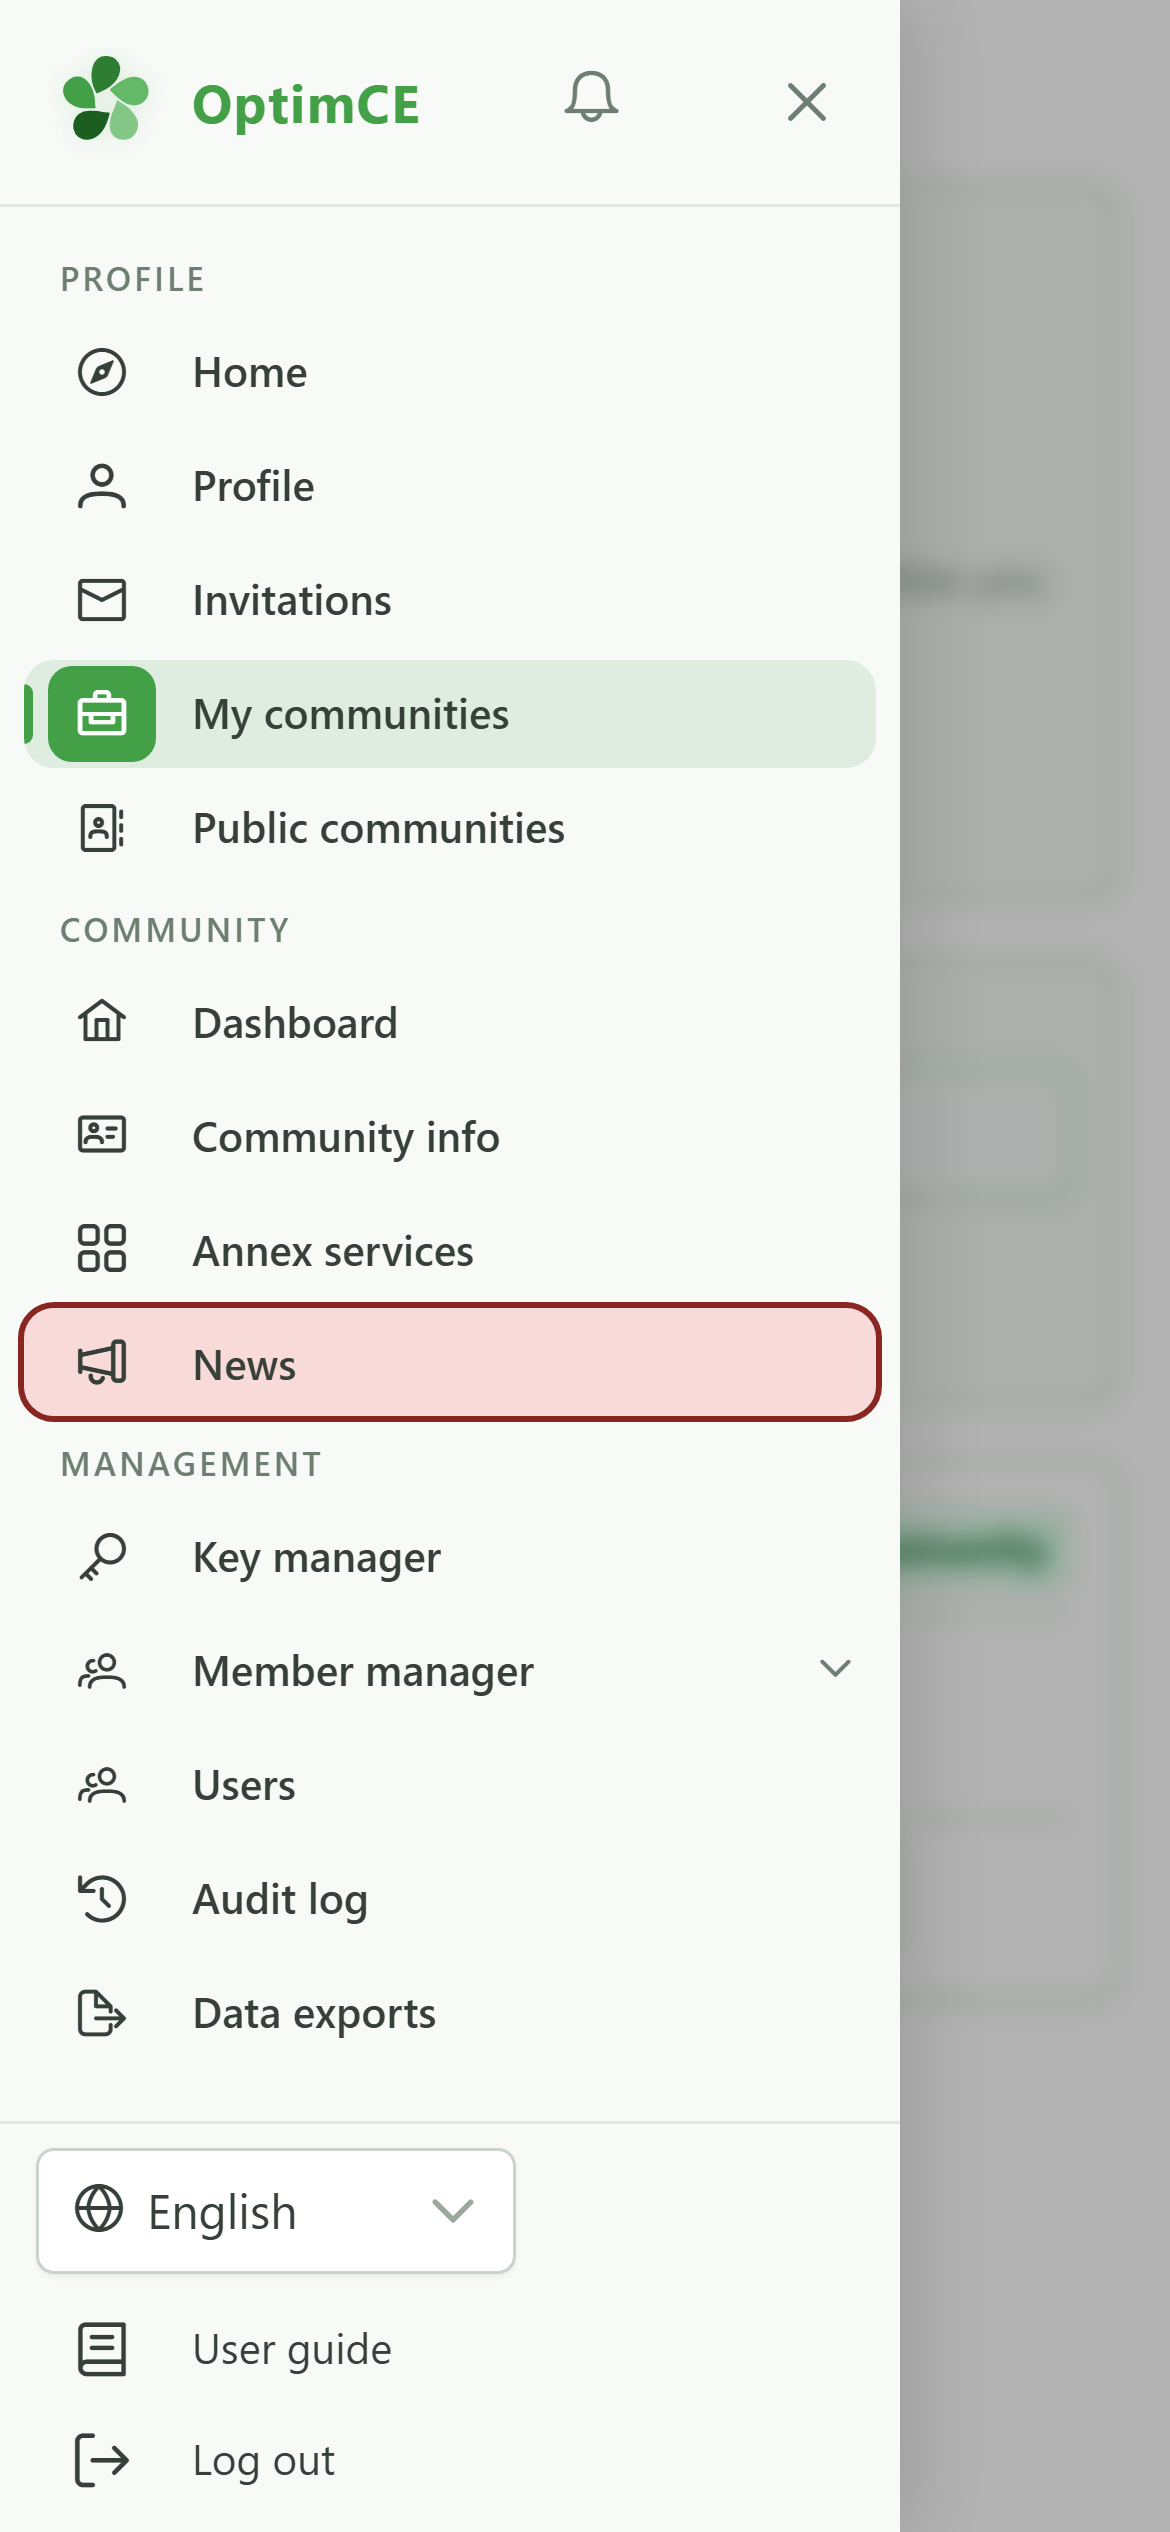 OptimCE
PROFILE
Home
Profile
Invitations
My communities
Public communities
COMMUNITY
Dashboard
Community info
Annex services
News
MANAGEMENT
Key manager
Member manager
Users
Audit log
Data exports
English
User guide
Log out